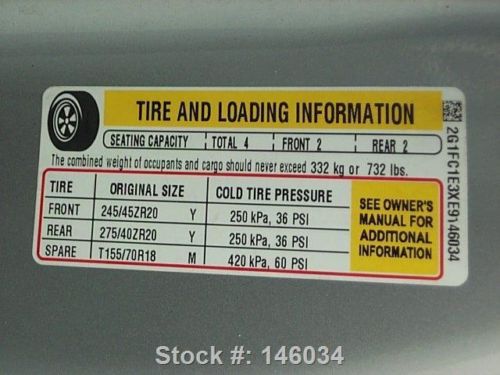 TIRE AND LOADING INFORMATION
SEATING CAPACITY TOTAL 4 FRONT 2 REAR 2
The combined weight of occupants and cargo should never exceed 332 kg or 732 lbs.
TIRE ORIGINAL SIZE COLD TIRE PRESSURE
FRONT 245/45ZR20 Y 250 kPa, 36 PSI
REAR 275/40ZR20 Y 250 kPa, 36 PSI
SPARE T155/70R18 M 420 kPa, 60 PSI
SEE OWNER'S
MANUAL FOR
ADDITIONAL
INFORMATION
2G1FC1E3XE9146034
Stock #: 146034